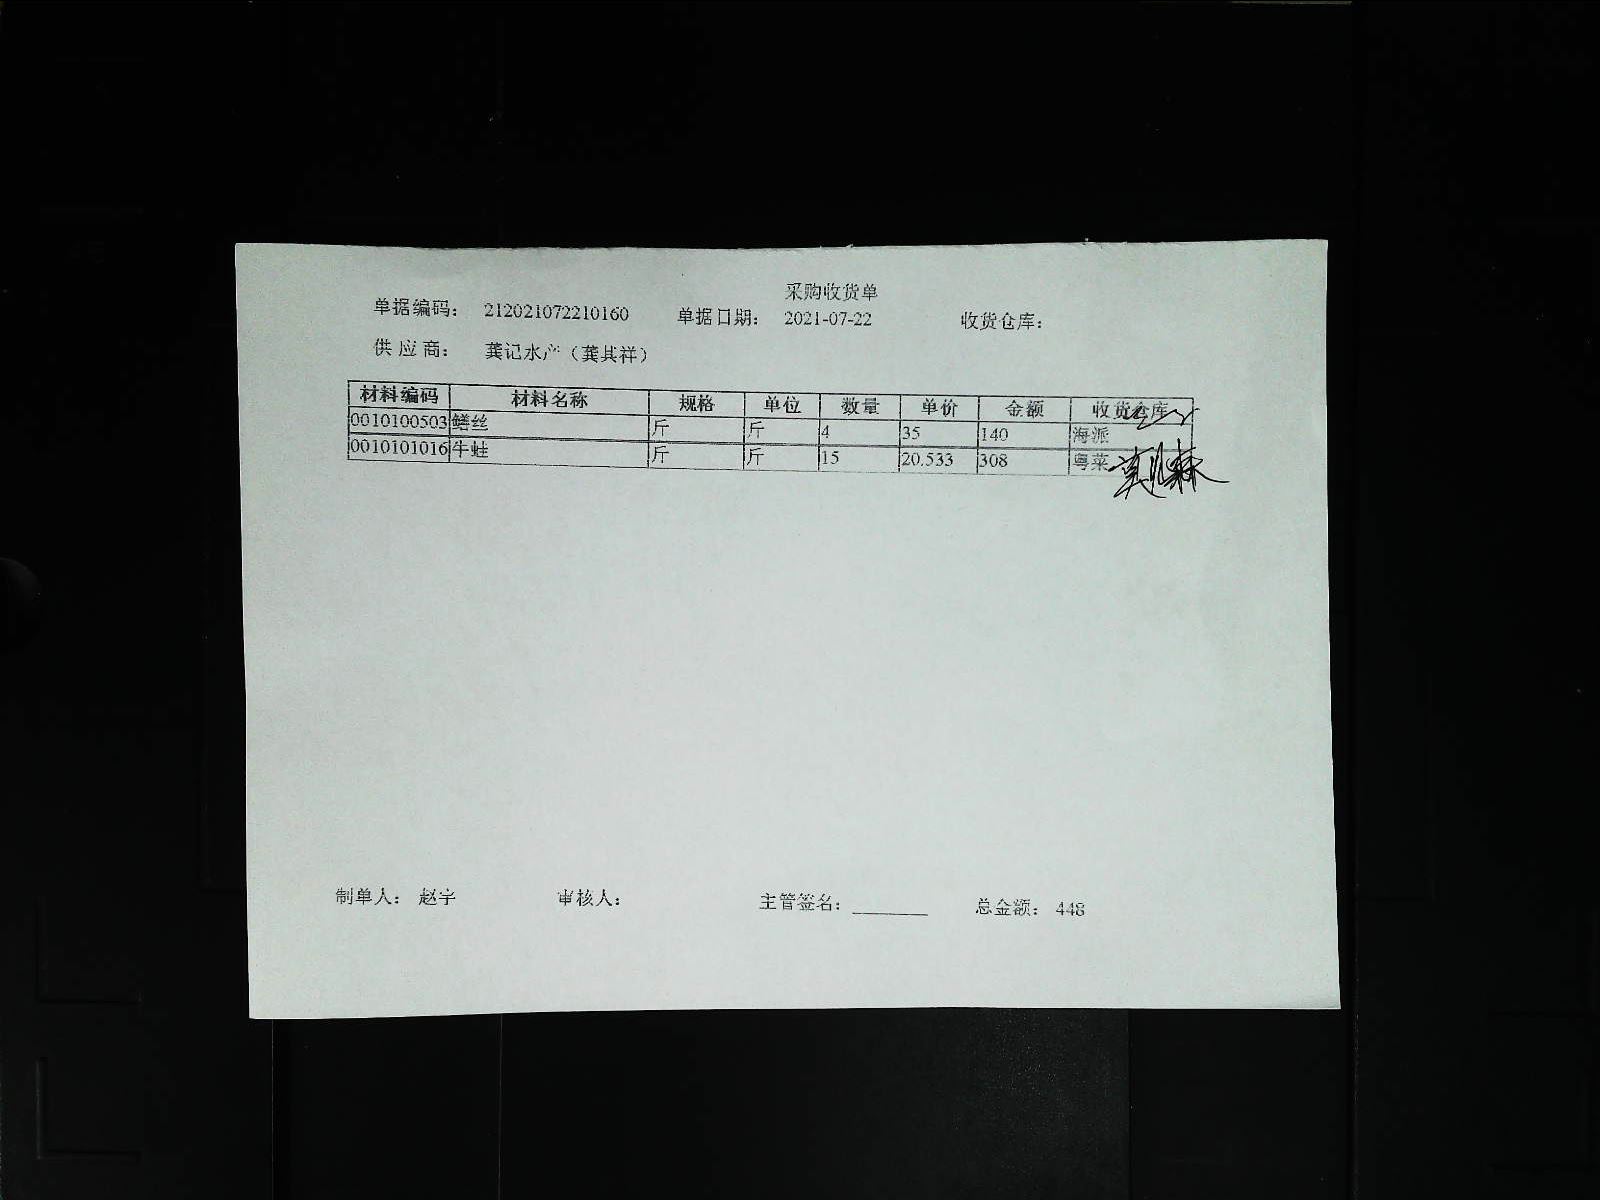 采购收货单
单据编码： 212021072210160 单据日期： 2021-07-22 收货仓库：
供 应 商： 龚记水产（龚其祥）
材料编码 材料名称 规格 单位 数量 单价 金额 收货仓库
0010100503 鳝丝 斤 斤 4 35 140 海派
0010101016 牛蛙 斤 斤 15 20.533 308 粤菜
制单人： 赵宇 审核人： 主管签名：________ 总金额： 448